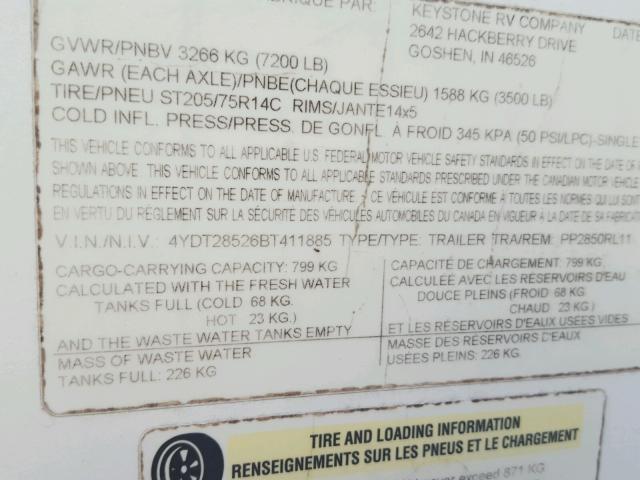 PAR:
KEYSTONE RV COMPANY
2642 HACKBERRY DRIVE
GOSHEN, IN 46526
DATE
GVWR/PNBV 3266 KG (7200 LB)
GAWR (EACH AXLE)/PNBE(CHAQUE ESSIEU) 1588 KG (3500 LB)
TIRE/PNEU ST205/75R14C RIMS/JANTE14x5
COLD INFL. PRESS/PRESS. DE GONFL. À FROID 345 KPA (50 PSI/LPC)-SINGLE
THIS VEHICLE CONFORMS TO ALL APPLICABLE U.S. FEDERAL MOTOR VEHICLE SAFETY STANDARDS IN EFFECT ON THE DATE OF
SHOWN ABOVE. THIS VEHICLE CONFORMS TO ALL APPLICABLE STANDARDS PRESCRIBED UNDER THE CANADIAN MOTOR VEHICLE
REGULATIONS IN EFFECT ON THE DATE OF MANUFACTURE. / CE VÉHICULE EST CONFORME À TOUTES LES NORMES QUI LUI SONT
EN VERTU DU RÈGLEMENT SUR LA SÉCURITÉ DES VÉHICULES AUTOMOBILES DU CANADA EN VIGUEUR À LA DATE DE SA FABRICA
V.I.N./N.I.V.: 4YDT28526BT411885 TYPE/TYPE: TRAILER TRA/REM: PP2850RL11
CARGO-CARRYING CAPACITY: 799 KG
CALCULATED WITH THE FRESH WATER
TANKS FULL (COLD 68 KG.
HOT 23 KG.)
AND THE WASTE WATER TANKS EMPTY
MASS OF WASTE WATER
TANKS FULL: 226 KG
CAPACITÉ DE CHARGEMENT: 799 KG
CALCULÉE AVEC LES RÉSERVOIRS D'EAU
DOUCE PLEINS (FROID: 68 KG
CHAUD 23 KG.)
ET LES RÉSERVOIRS D'EAUX USÉES VIDES
MASSE DES RÉSERVOIRS D'EAUX
USÉES PLEINS: 226 KG
TIRE AND LOADING INFORMATION
RENSEIGNEMENTS SUR LES PNEUS ET LE CHARGEMENT
exceed 871 KG